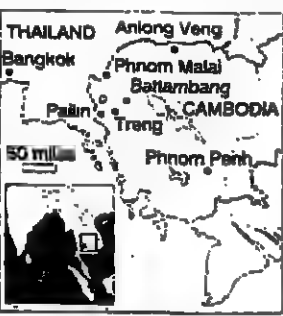 THAILAND
Anlong Veng
Bangkok
Phnom Malai
Battambang
CAMBODIA
Pailin
Treng
50 miles
Phnom Penh